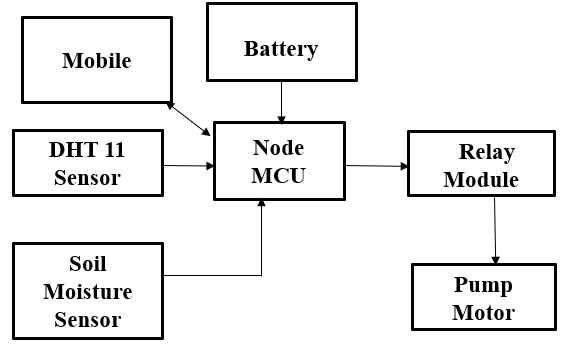 Mobile
Battery
DHT 11
Sensor
Node
MCU
Relay
Module
Soil
Moisture
Sensor
Pump
Motor